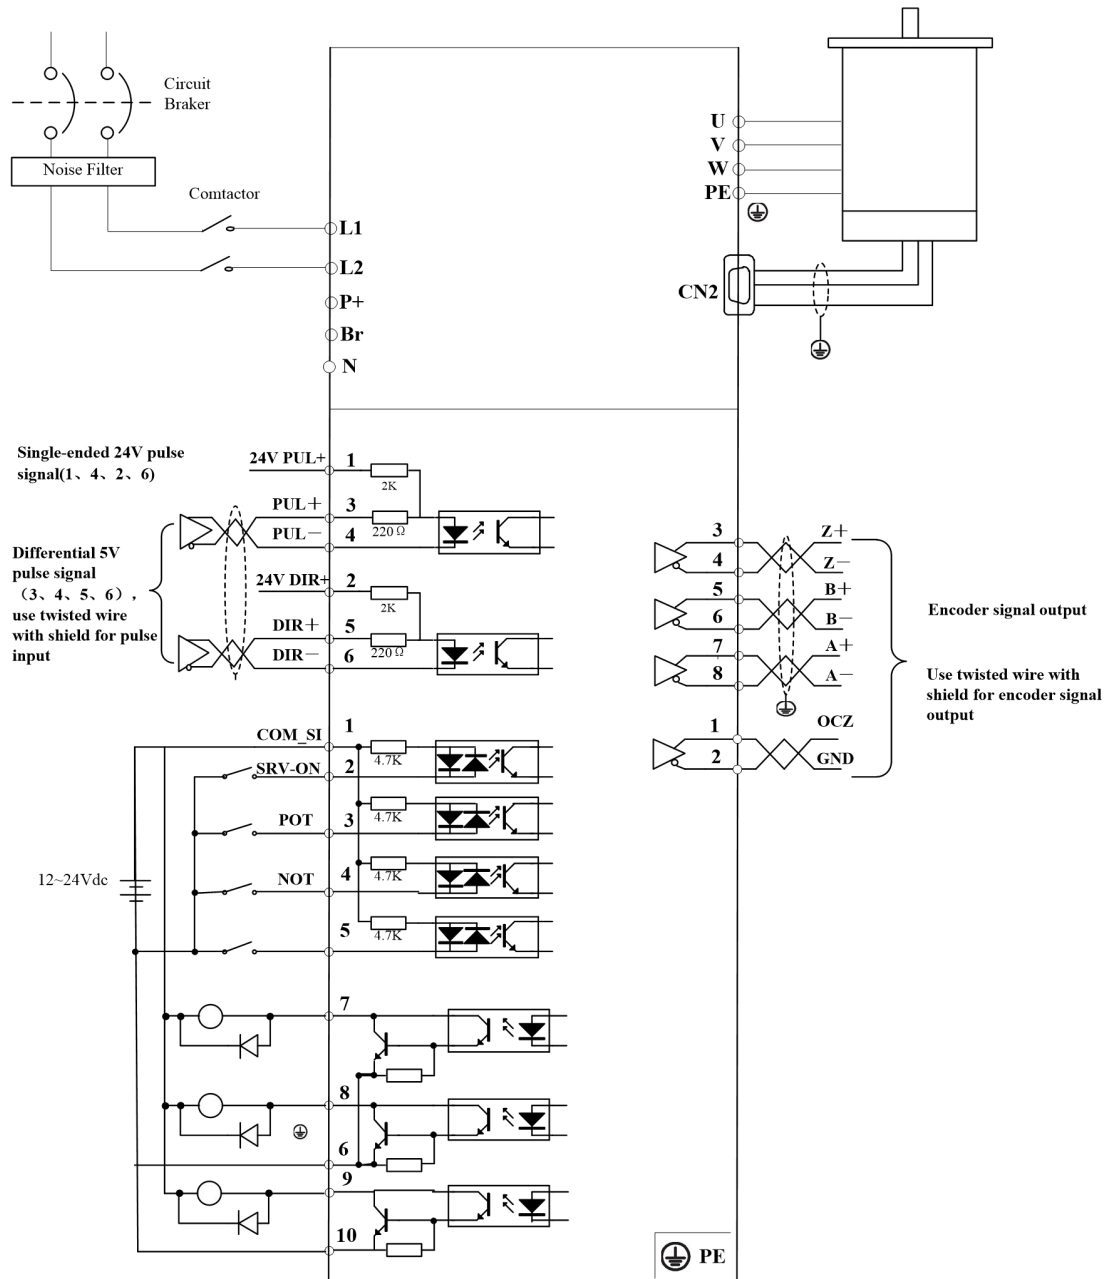 Circuit
Braker
Noise Filter
Comtactor
L1
L2
P+
Br
N
U
V
W
PE
CN2
Single-ended 24V pulse
signal(1、4、2、6)
24V PUL+
1
2K
PUL+
3
220Ω
PUL−
4
Differential 5V
pulse signal
（3、4、5、6），
use twisted wire
with shield for pulse
input
24V DIR+
2
2K
DIR+
5
220Ω
DIR−
6
3
Z+
4
Z−
5
B+
6
B−
7
A+
8
A−
1
OCZ
2
GND
Encoder signal output
Use twisted wire with
shield for encoder signal
output
COM_SI
1
4.7K
SRV-ON
2
POT
3
4.7K
NOT
4
4.7K
5
4.7K
12~24Vdc
7
8
6
9
10
PE